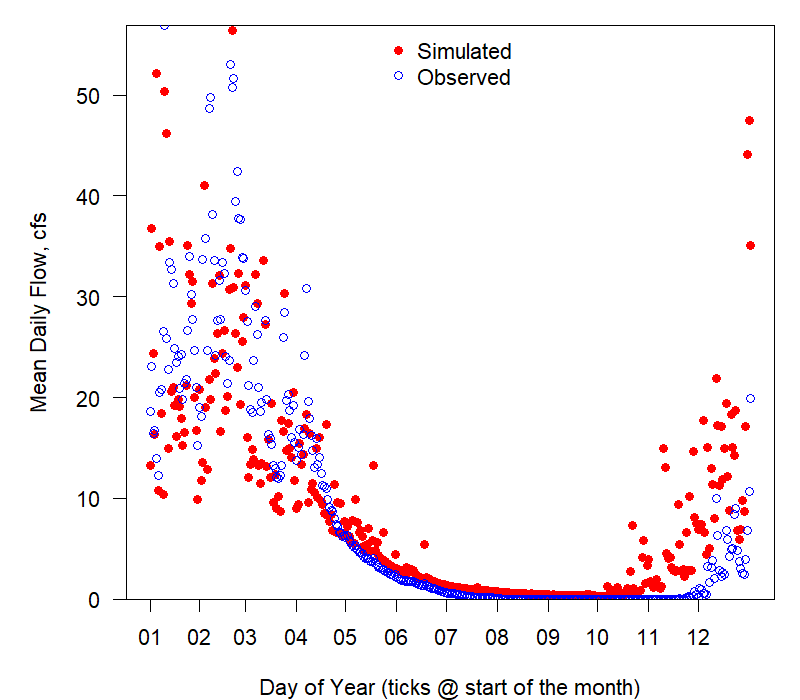 Simulated
Observed
50
40
30
20
10
0
Mean Daily Flow, cfs
01 02 03 04 05 06 07 08 09 10 11 12
Day of Year (ticks @ start of the month)